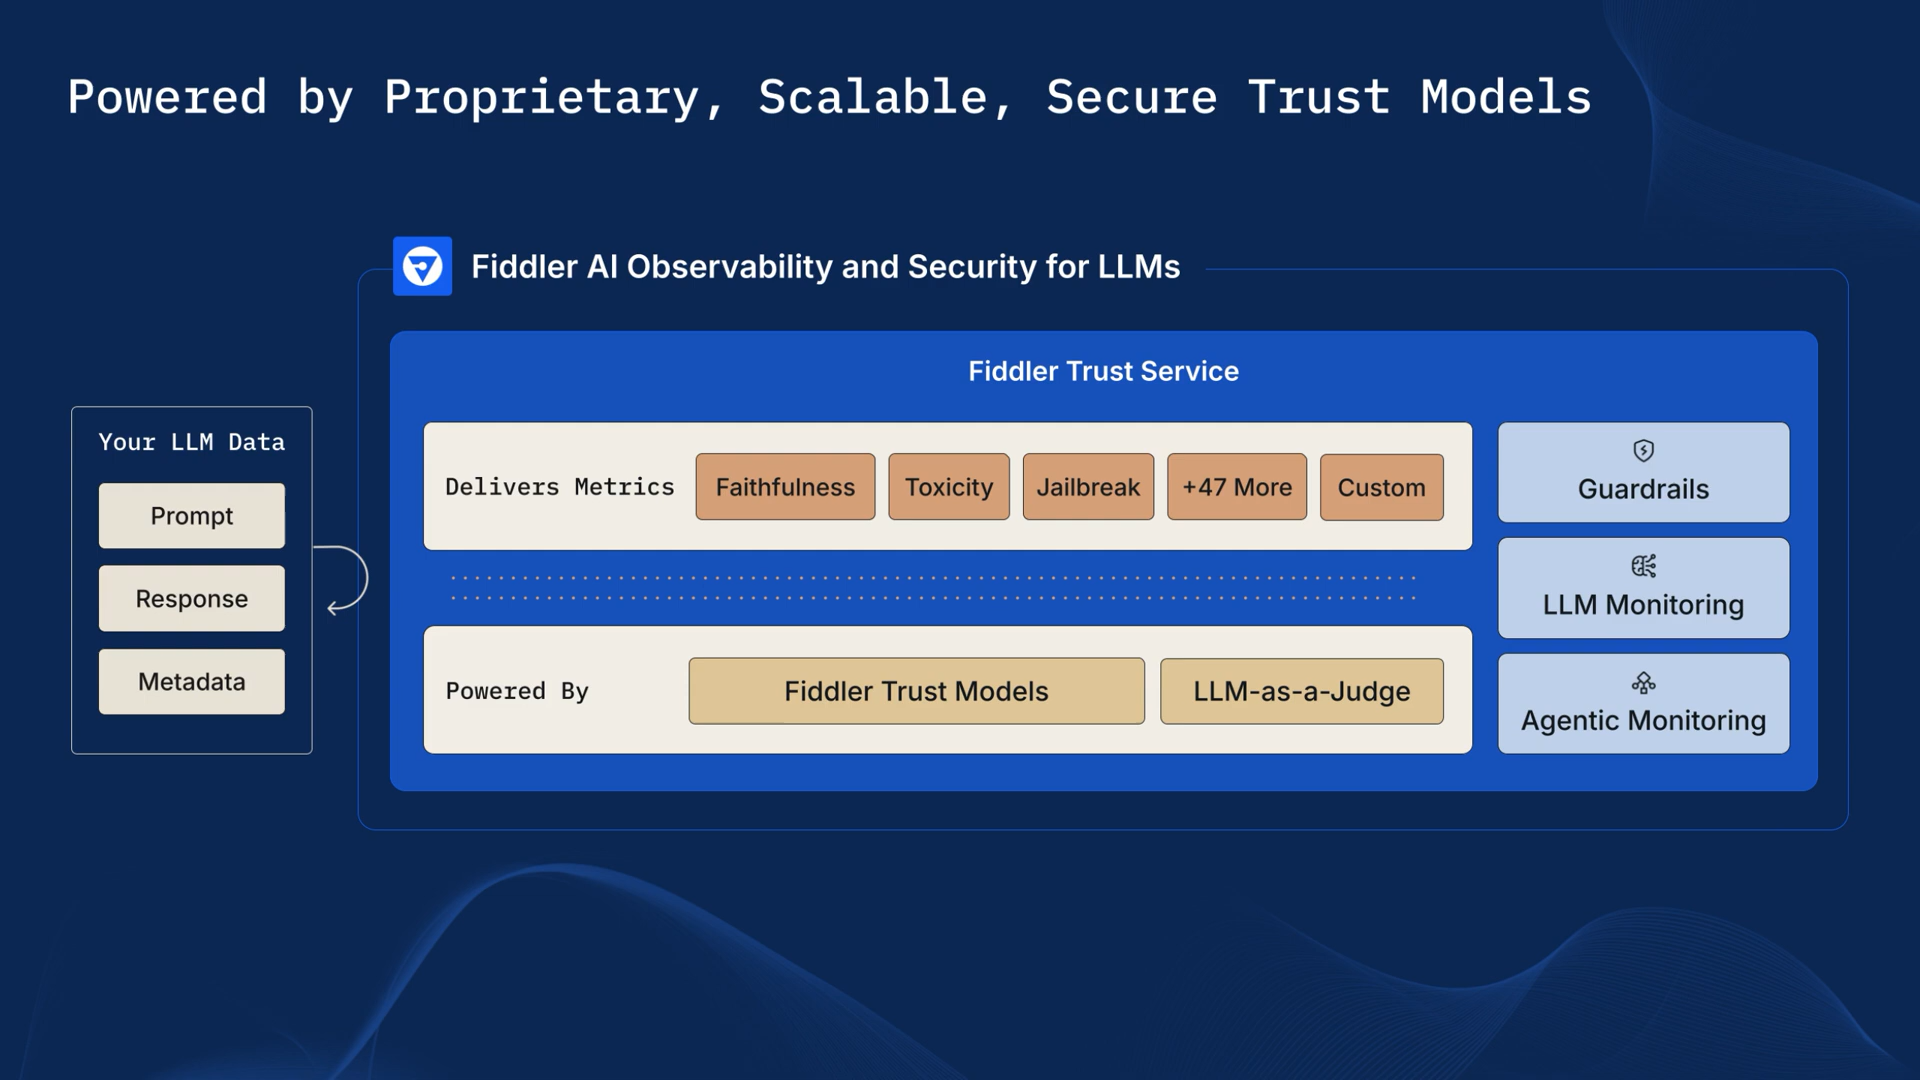 Powered by Proprietary, Scalable, Secure Trust Models
Fiddler AI Observability and Security for LLMs
Fiddler Trust Service
Your LLM Data
Prompt
Response
Metadata
Delivers Metrics
Faithfulness
Toxicity
Jailbreak
+47 More
Custom
Powered By
Fiddler Trust Models
LLM-as-a-Judge
Guardrails
LLM Monitoring
Agentic Monitoring